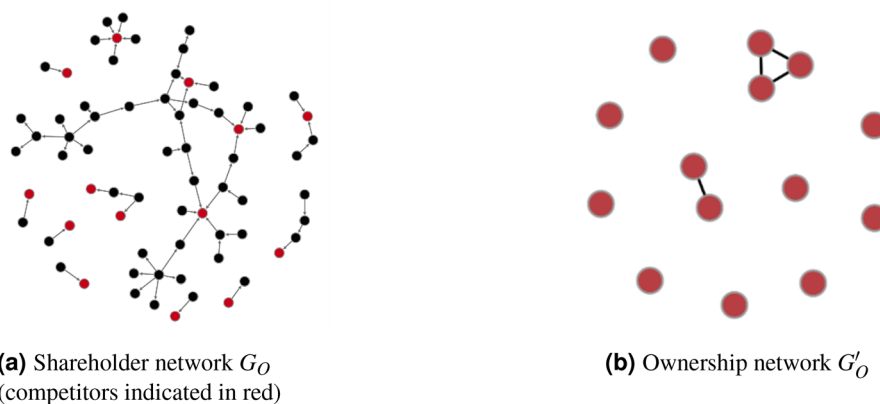 (a) Shareholder network G_O
(competitors indicated in red)
(b) Ownership network G'_O